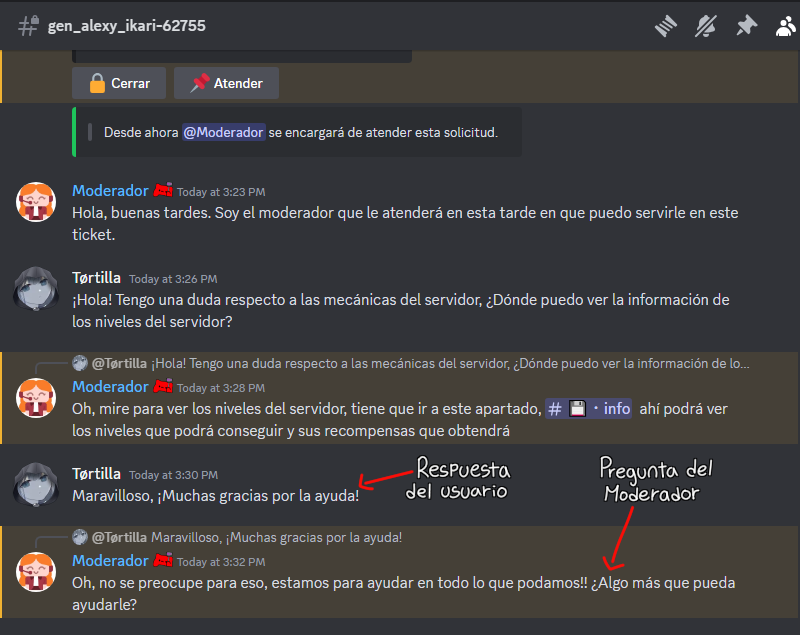 gen_alexy_ikari-62755
Cerrar
Atender
Desde ahora @Moderador se encargará de atender esta solicitud.
Moderador Today at 3:23 PM
Hola, buenas tardes. Soy el moderador que le atenderá en esta tarde en que puedo servirle en este
ticket.
Tørtilla Today at 3:26 PM
¡Hola! Tengo una duda respecto a las mecánicas del servidor, ¿Dónde puedo ver la información de
los niveles del servidor?
@Tørtilla ¡Hola! Tengo una duda respecto a las mecánicas del servidor, ¿Dónde puedo ver la información de lo...
Moderador Today at 3:28 PM
Oh, mire para ver los niveles del servidor, tiene que ir a este apartado, # 💾 · info ahí podrá ver
los niveles que podrá conseguir y sus recompensas que obtendrá
Tørtilla Today at 3:30 PM
Maravilloso, ¡Muchas gracias por la ayuda!
Respuesta
del usuario
Pregunta del
Moderador
@Tørtilla Maravilloso, ¡Muchas gracias por la ayuda!
Moderador Today at 3:32 PM
Oh, no se preocupe para eso, estamos para ayudar en todo lo que podamos!! ¿Algo más que pueda
ayudarle?